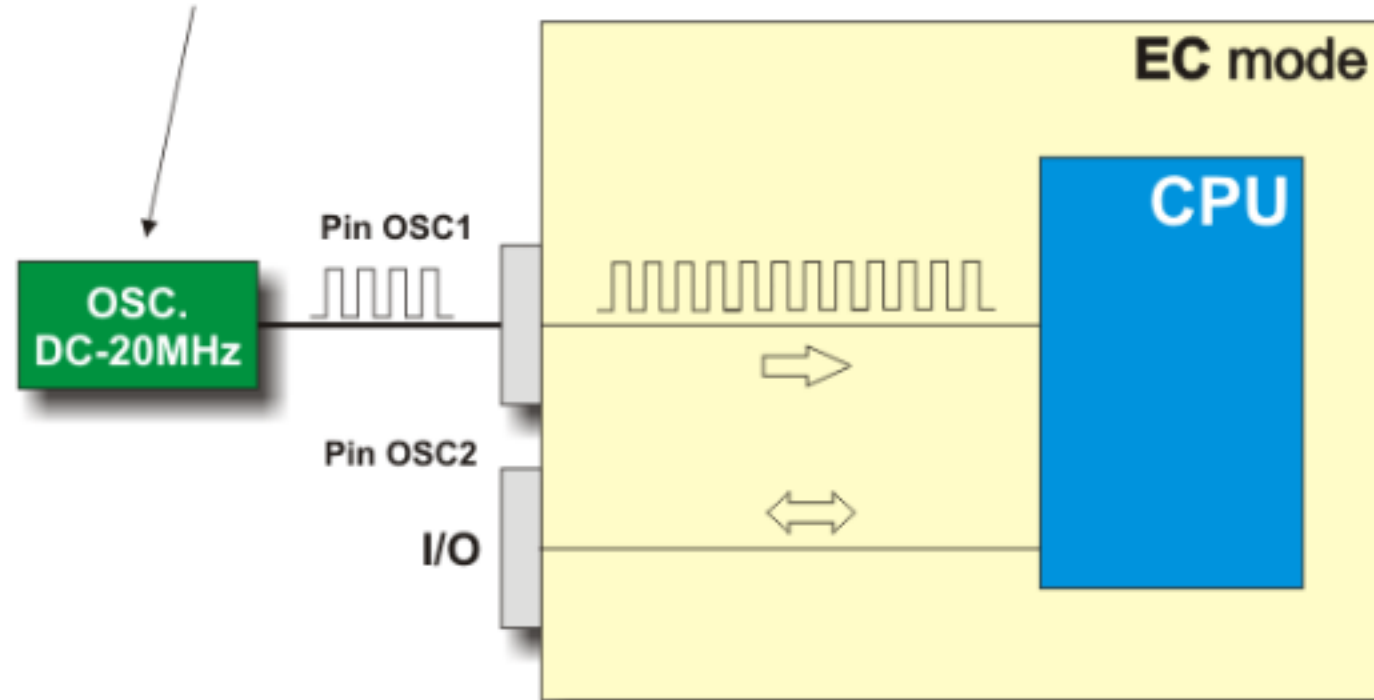 EC mode
CPU
Pin OSC1
OSC.
DC-20MHz
Pin OSC2
I/O